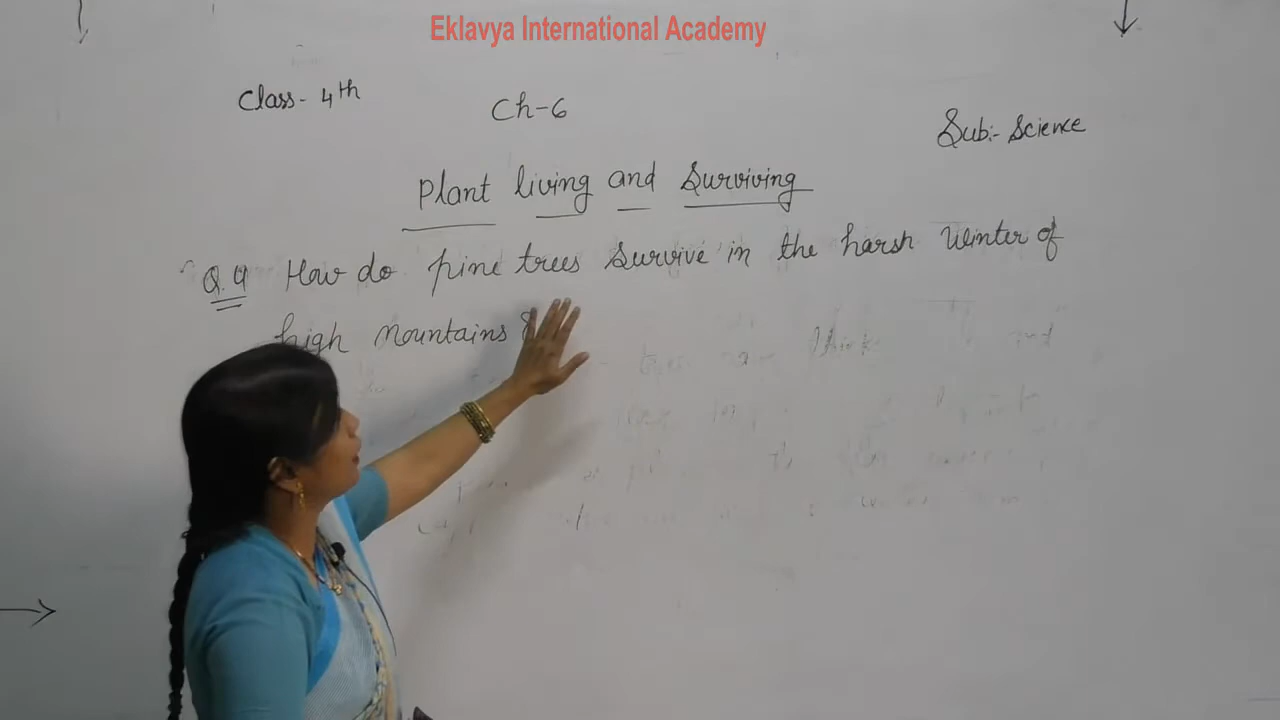 Eklavya International Academy
Class- 4th
Ch-6
Sub:- Science
Plant living and Surviving
Q.4 How do pine trees survive in the harsh winter of
high mountains